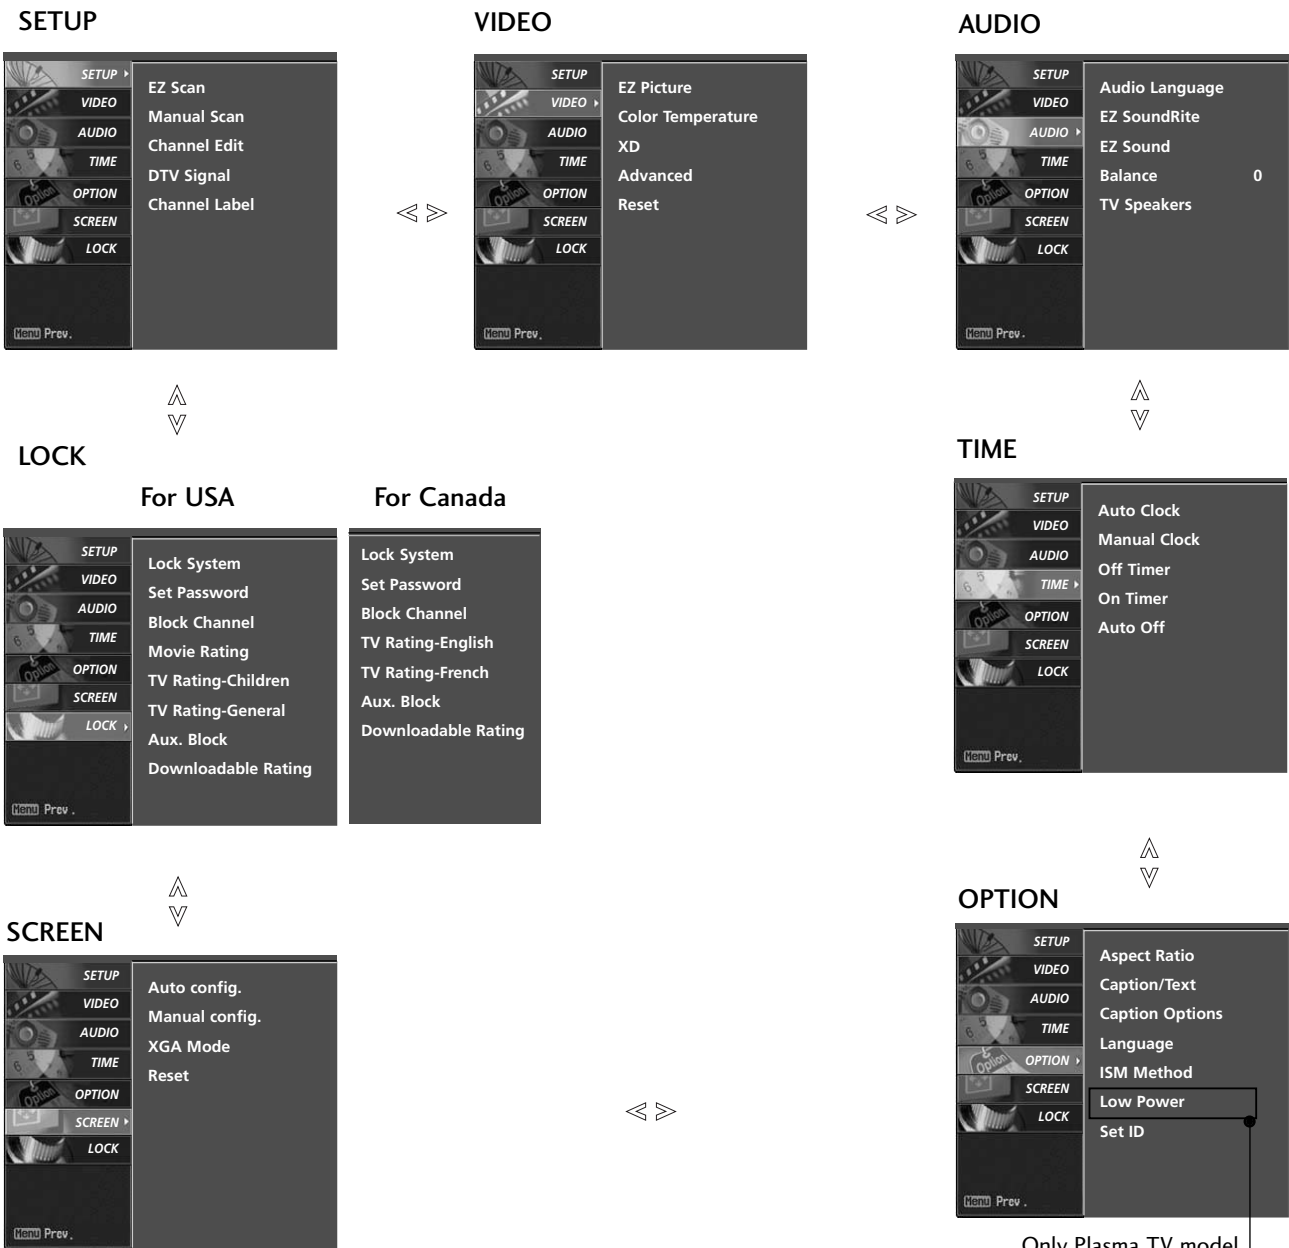 SETUP
SETUP
VIDEO
AUDIO
TIME
OPTION
SCREEN
LOCK
Menu Prev.
EZ Scan
Manual Scan
Channel Edit
DTV Signal
Channel Label
VIDEO
SETUP
VIDEO
AUDIO
TIME
OPTION
SCREEN
LOCK
Menu Prev.
EZ Picture
Color Temperature
XD
Advanced
Reset
AUDIO
SETUP
VIDEO
AUDIO
TIME
OPTION
SCREEN
LOCK
Menu Prev.
Audio Language
EZ SoundRite
EZ Sound
Balance 0
TV Speakers
LOCK
For USA
SETUP
VIDEO
AUDIO
TIME
OPTION
SCREEN
LOCK
Menu Prev.
Lock System
Set Password
Block Channel
Movie Rating
TV Rating-Children
TV Rating-General
Aux. Block
Downloadable Rating
For Canada
Lock System
Set Password
Block Channel
TV Rating-English
TV Rating-French
Aux. Block
Downloadable Rating
TIME
SETUP
VIDEO
AUDIO
TIME
OPTION
SCREEN
LOCK
Menu Prev.
Auto Clock
Manual Clock
Off Timer
On Timer
Auto Off
SCREEN
SETUP
VIDEO
AUDIO
TIME
OPTION
SCREEN
LOCK
Menu Prev.
Auto config.
Manual config.
XGA Mode
Reset
OPTION
SETUP
VIDEO
AUDIO
TIME
OPTION
SCREEN
LOCK
Menu Prev.
Aspect Ratio
Caption/Text
Caption Options
Language
ISM Method
Low Power
Set ID
Only Plasma TV model